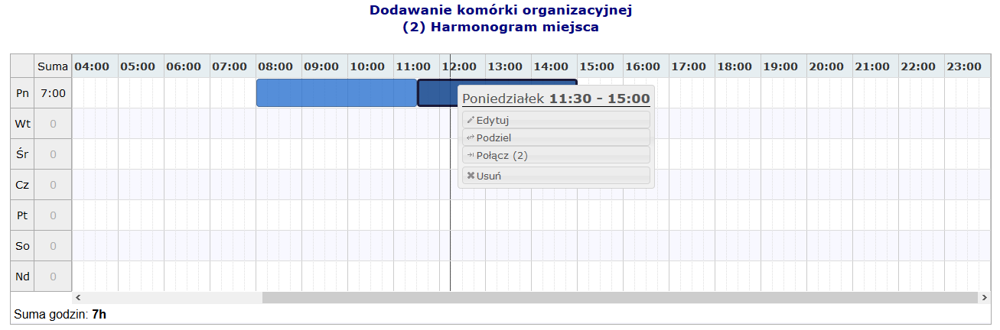 Dodawanie komórki organizacyjnej
(2) Harmonogram miejsca
Suma 04:00 05:00 06:00 07:00 08:00 09:00 10:00 11:00 12:00 13:00 14:00 15:00 16:00 17:00 18:00 19:00 20:00 21:00 22:00 23:00
Pn 7:00
Poniedziałek 11:30 - 15:00
Edytuj
Podziel
Połącz (2)
Usuń
Wt 0
Śr 0
Cz 0
Pt 0
So 0
Nd 0
Suma godzin: 7h